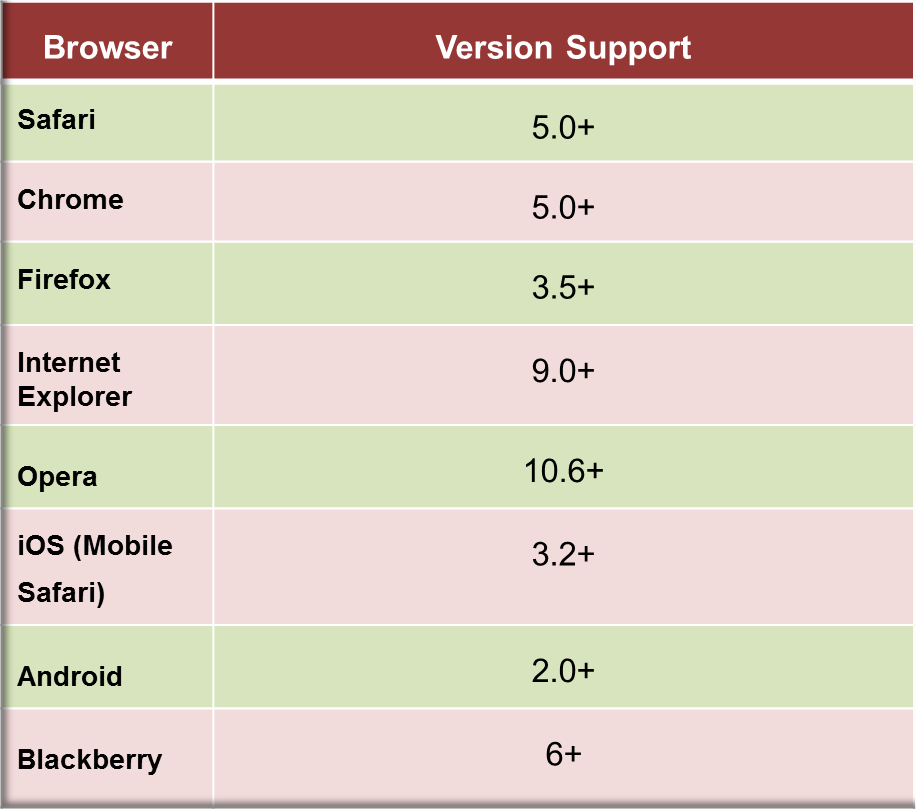 Browser Version Support
Safari 5.0+
Chrome 5.0+
Firefox 3.5+
Internet
Explorer 9.0+
Opera 10.6+
iOS (Mobile
Safari) 3.2+
Android 2.0+
Blackberry 6+